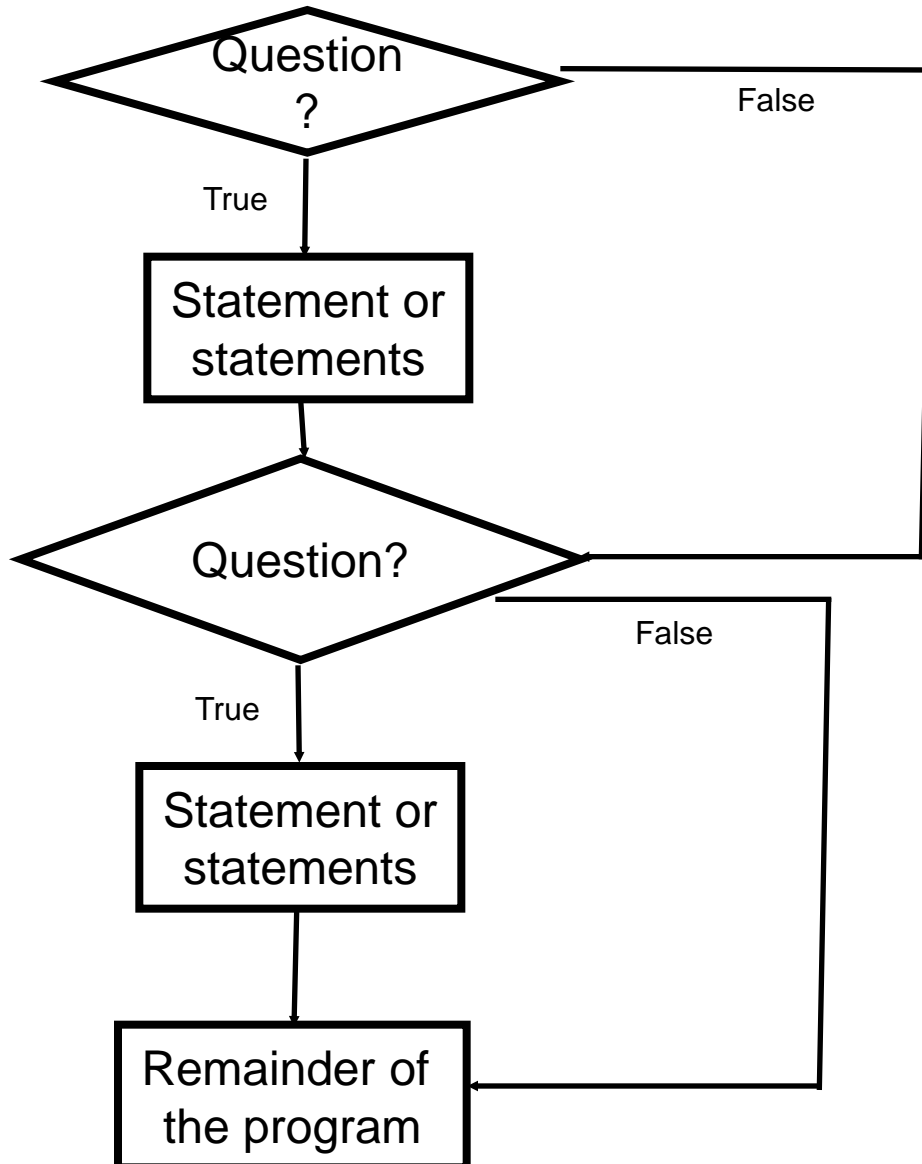 Question
?
False
True
Statement or
statements
Question?
False
True
Statement or
statements
Remainder of
the program